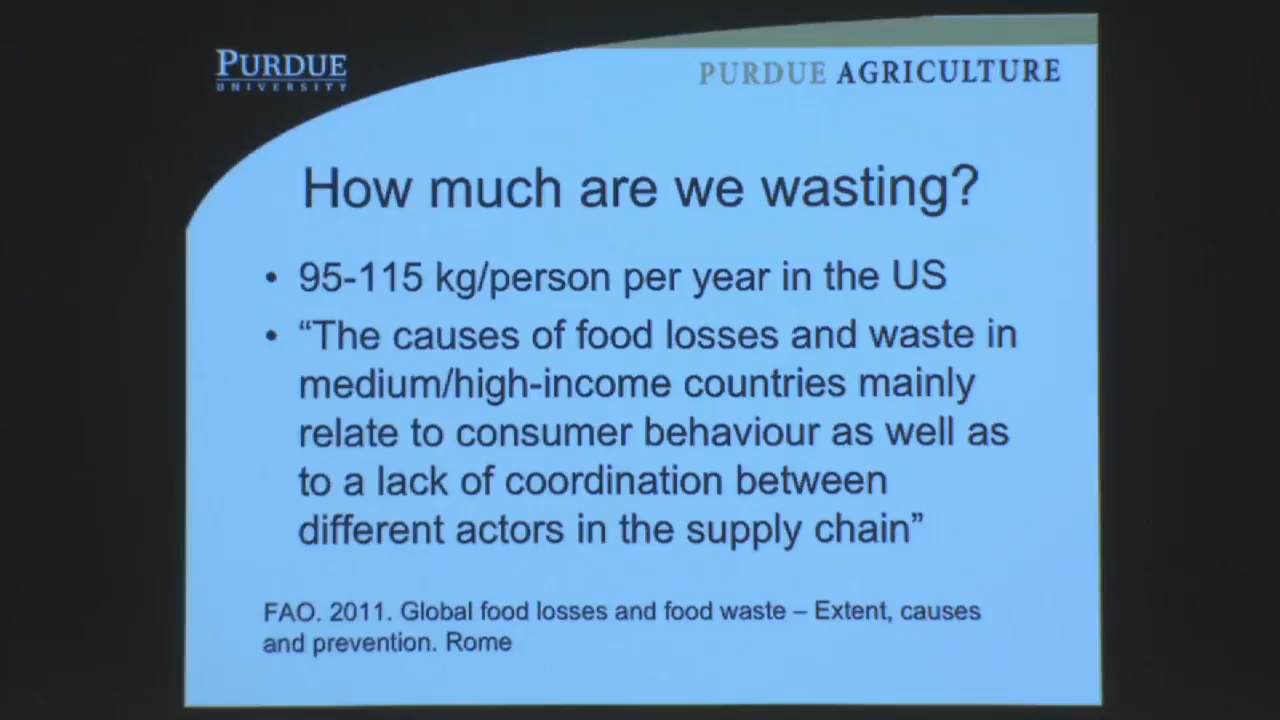 PURDUE
UNIVERSITY
PURDUE AGRICULTURE
How much are we wasting?
• 95-115 kg/person per year in the US
• “The causes of food losses and waste in
medium/high-income countries mainly
relate to consumer behaviour as well as
to a lack of coordination between
different actors in the supply chain”
FAO. 2011. Global food losses and food waste – Extent, causes
and prevention. Rome